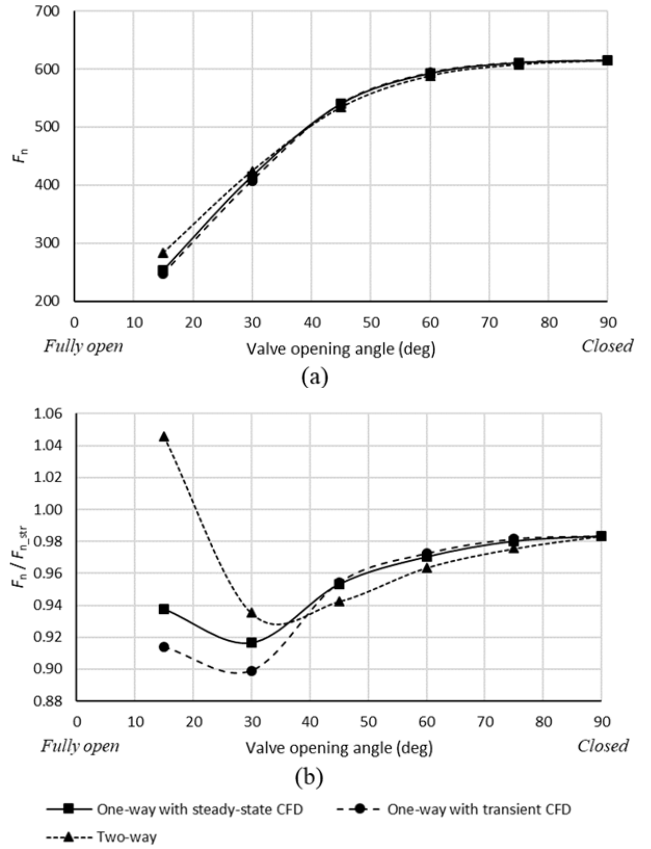 700
600
500
400
300
200
Fn
0 10 20 30 40 50 60 70 80 90
Fully open Valve opening angle (deg) Closed
(a)
1.06
1.04
1.02
1.00
0.98
0.96
0.94
0.92
0.90
0.88
Fn / Fn_str
0 10 20 30 40 50 60 70 80 90
Fully open Valve opening angle (deg) Closed
(b)
One-way with steady-state CFD One-way with transient CFD
Two-way